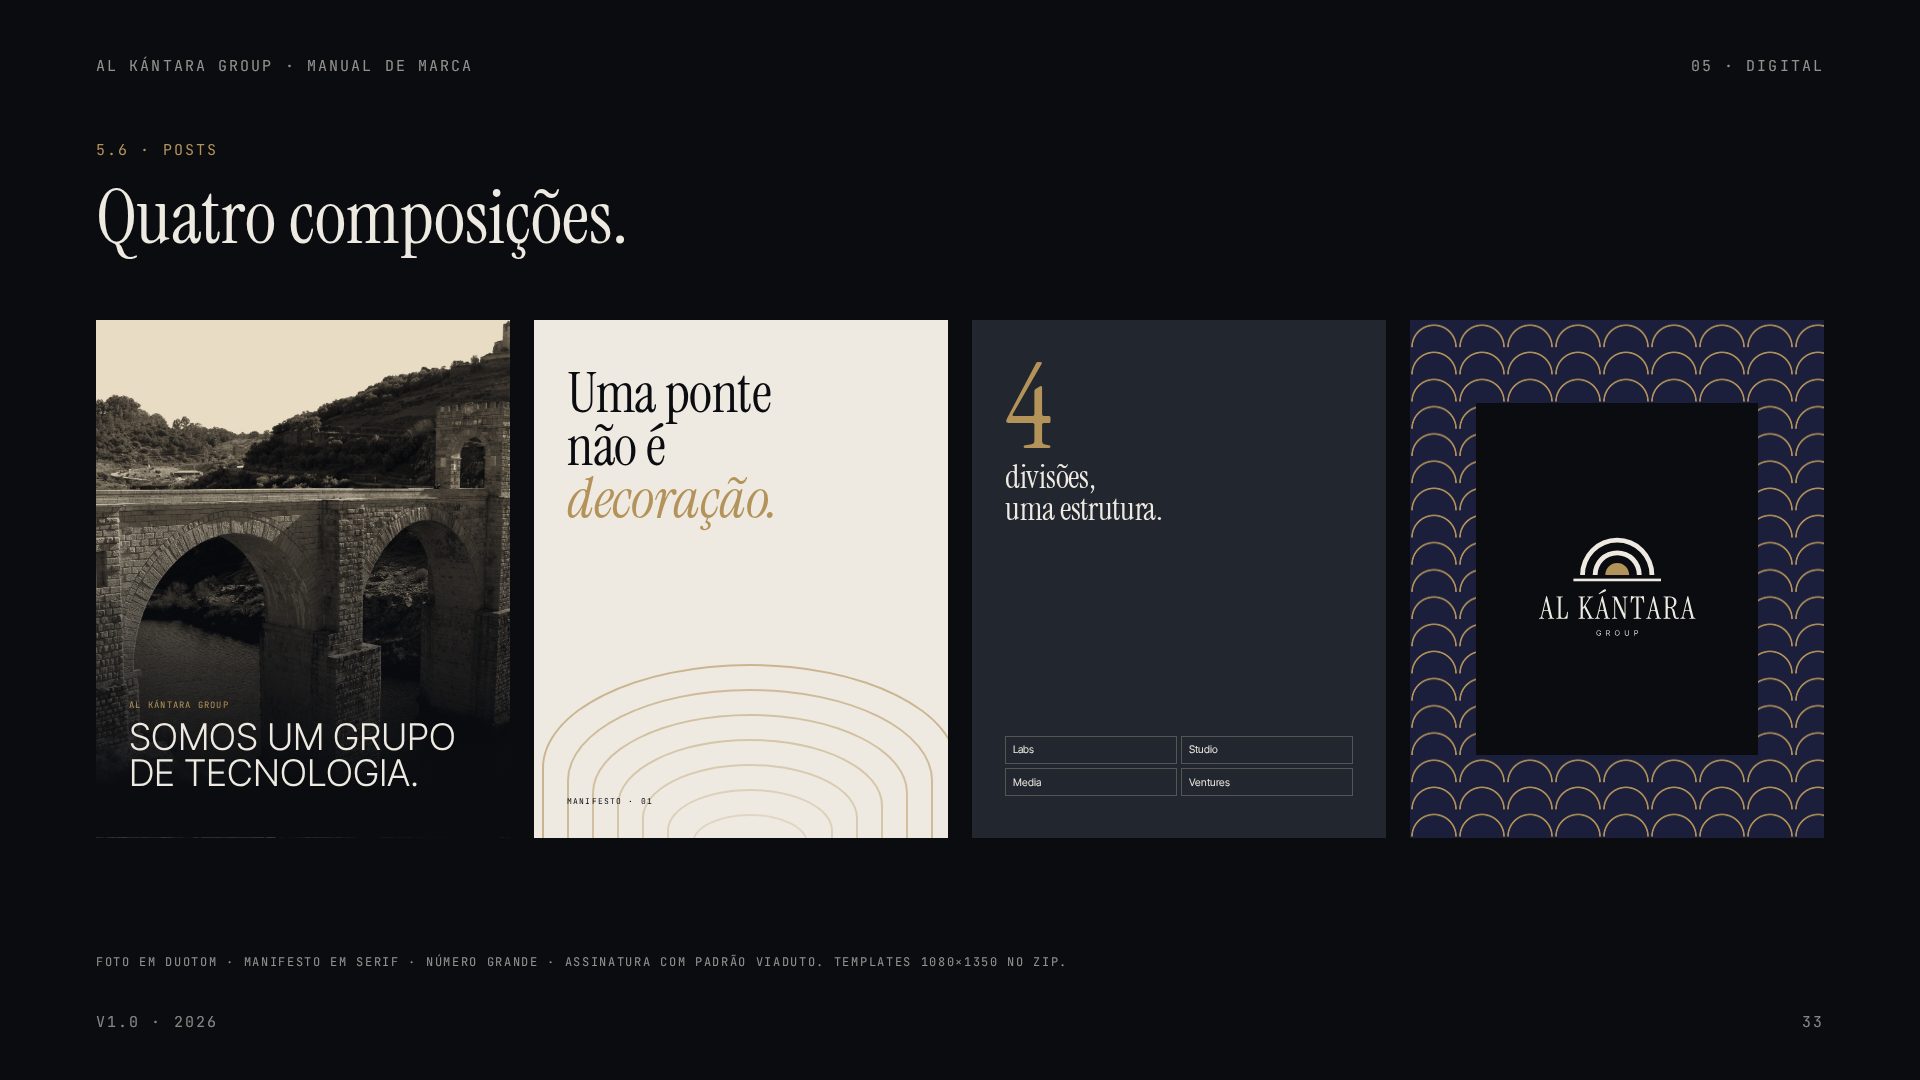 AL KÁNTARA GROUP · MANUAL DE MARCA
05 · DIGITAL
5.6 · POSTS
Quatro composições.
AL KÁNTARA GROUP
SOMOS UM GRUPO
DE TECNOLOGIA.
Uma ponte
não é
decoração.
MANIFESTO · 01
4
divisões,
uma estrutura.
Labs
Studio
Media
Ventures
AL KÁNTARA
GROUP
FOTO EM DUOTOM · MANIFESTO EM SERIF · NÚMERO GRANDE · ASSINATURA COM PADRÃO VIADUTO. TEMPLATES 1080×1350 NO ZIP.
V1.0 · 2026
33